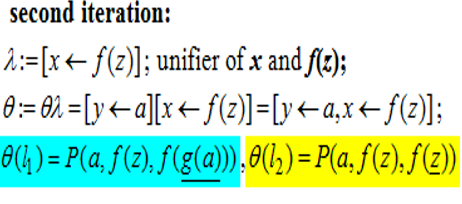 second iteration:
λ:=[x ← f(z)]; unifier of x and f(z);
θ:= θλ =[y ← a][x ← f(z)]=[y ← a,x ← f(z)];
θ(l₁) = P(a, f(z), f(g(a))), θ(l₂) = P(a, f(z), f(z))